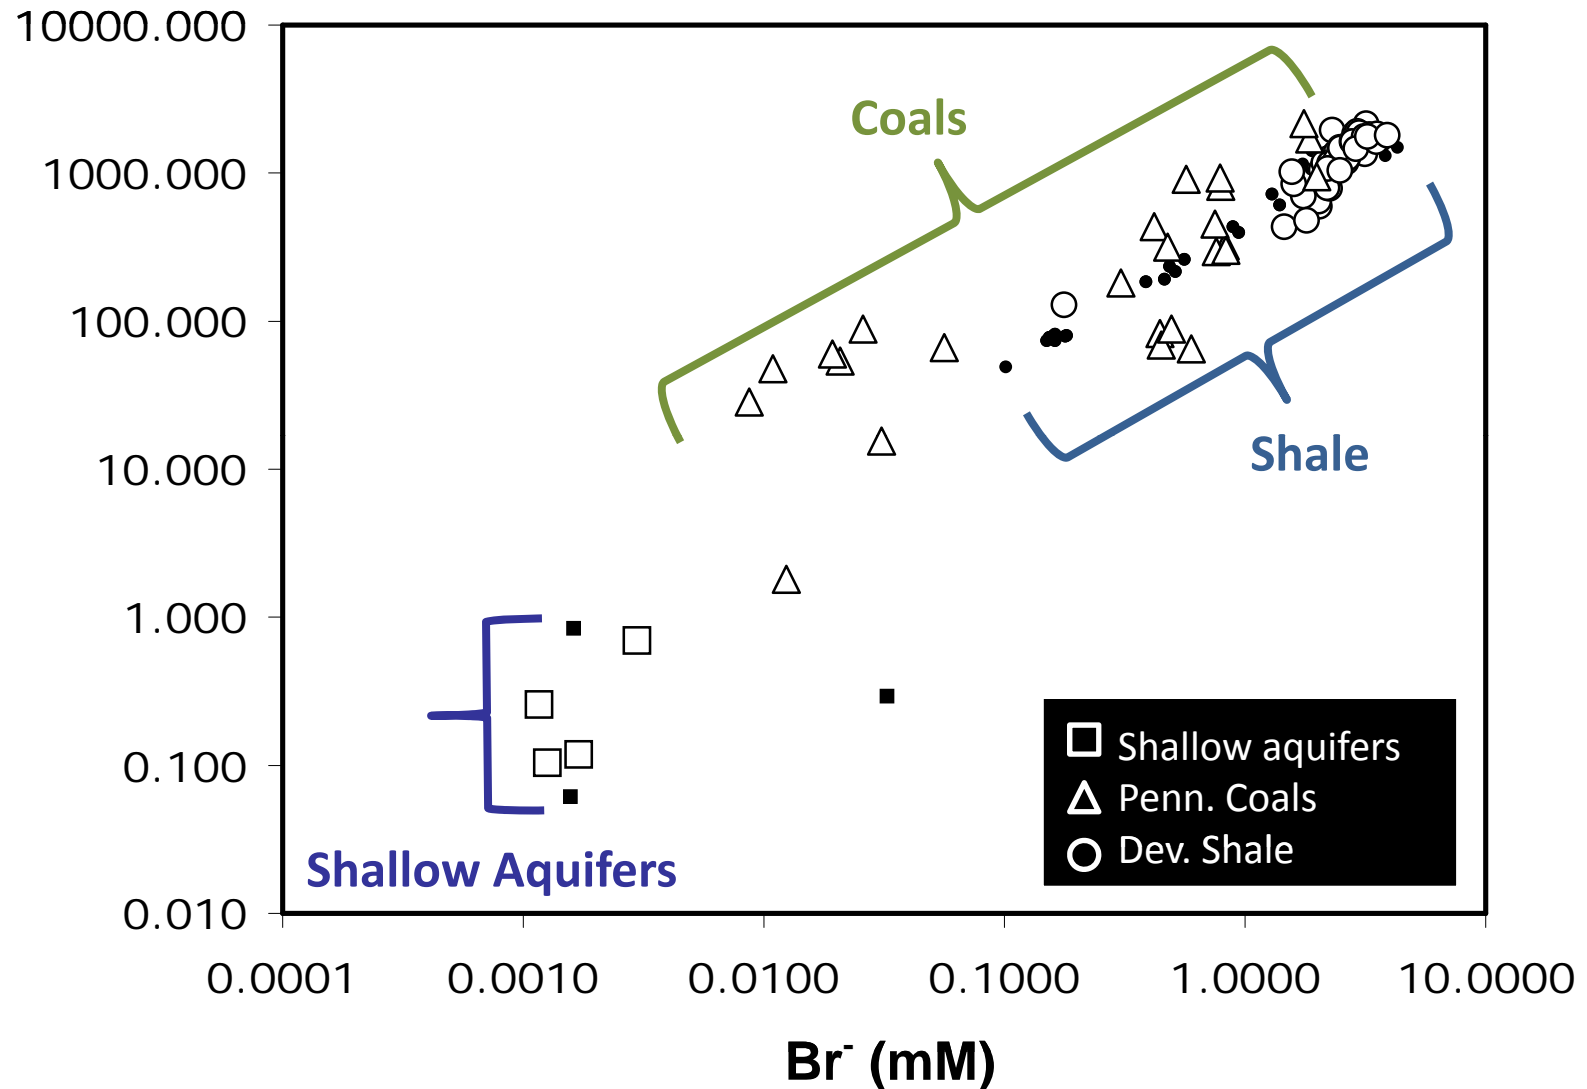 10000.000
1000.000
100.000
10.000
1.000
0.100
0.010
Coals
Shale
Shallow Aquifers
Shallow aquifers
Penn. Coals
Dev. Shale
0.0001 0.0010 0.0100 0.1000 1.0000 10.0000
Br⁻ (mM)